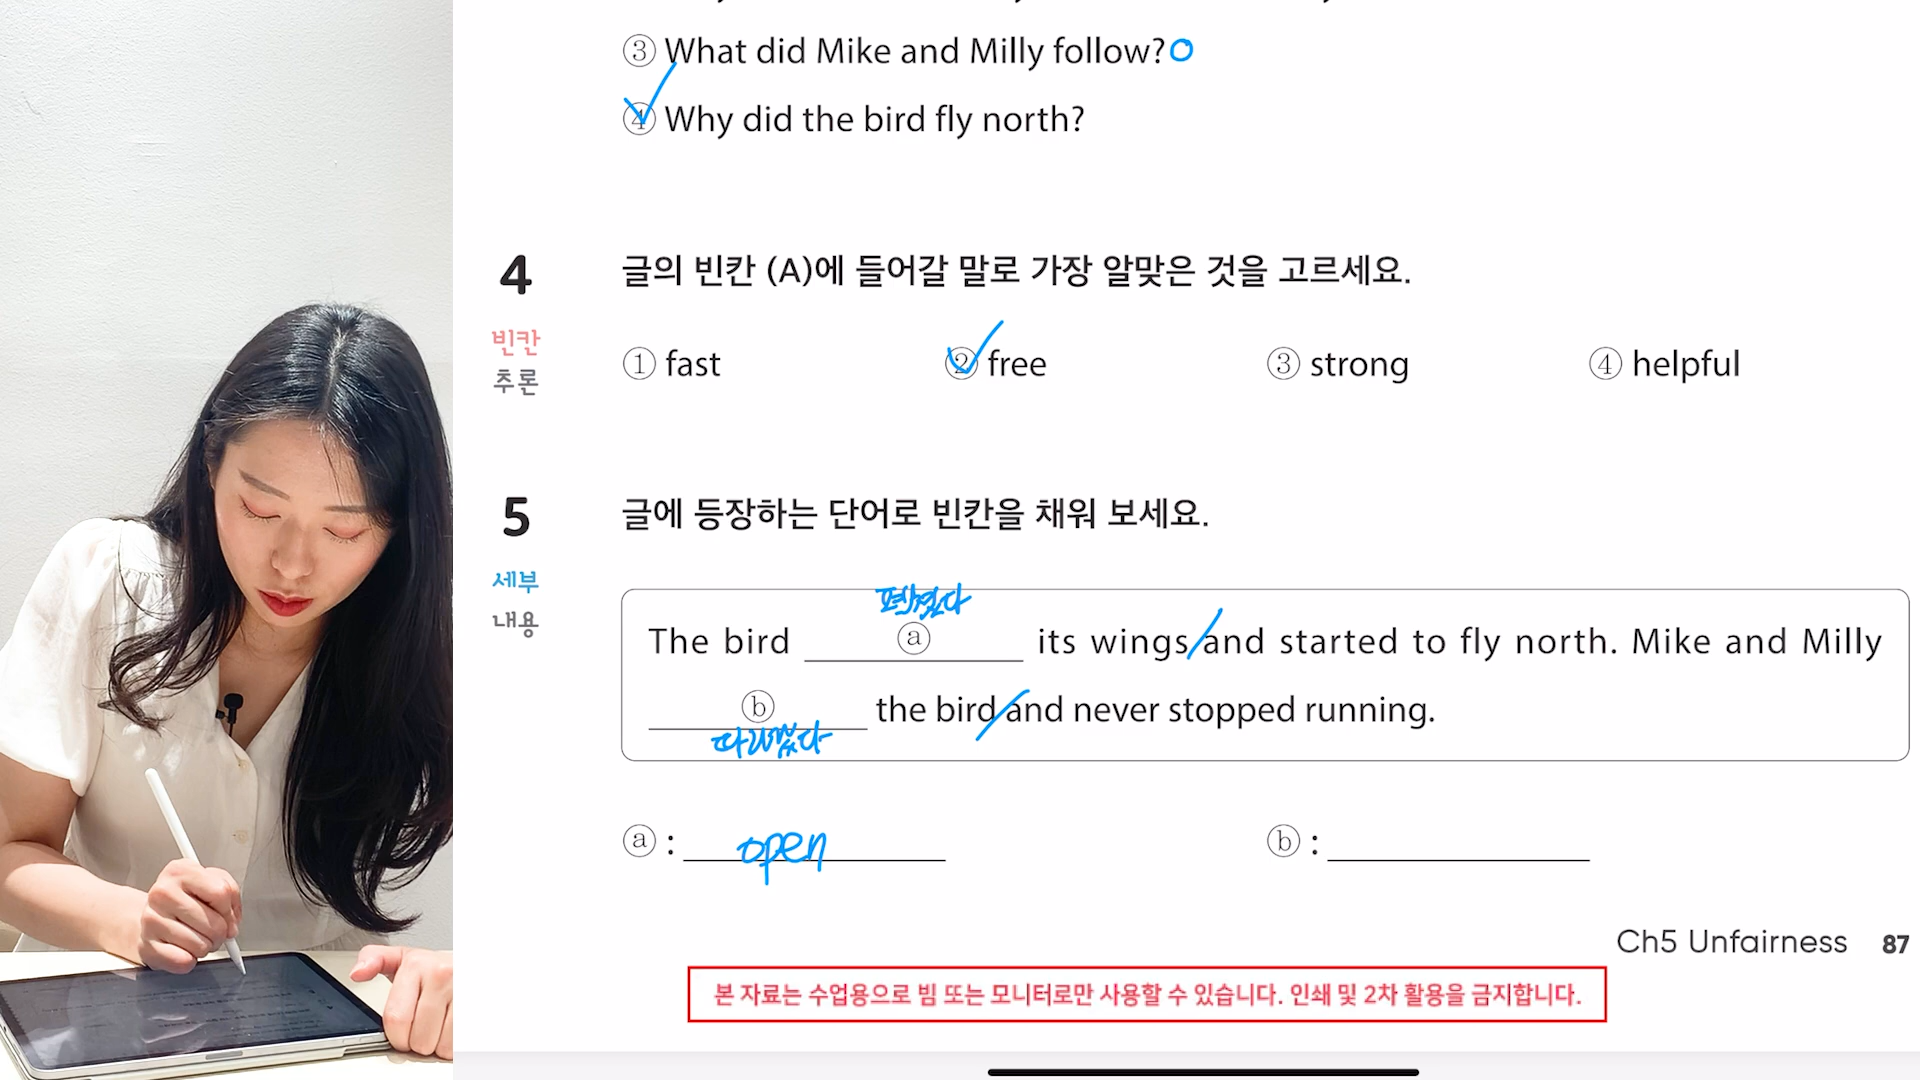 ③ What did Mike and Milly follow?
④ Why did the bird fly north?
4 글의 빈칸 (A)에 들어갈 말로 가장 알맞은 것을 고르세요.
빈칸
추론
① fast ② free ③ strong ④ helpful
5 글에 등장하는 단어로 빈칸을 채워 보세요.
세부
내용
펼쳤다
The bird ⓐ its wings and started to fly north. Mike and Milly
ⓑ the bird and never stopped running.
따라갔다
ⓐ : open ⓑ :
Ch5 Unfairness 87
본 자료는 수업용으로 빔 또는 모니터로만 사용할 수 있습니다. 인쇄 및 2차 활용을 금지합니다.